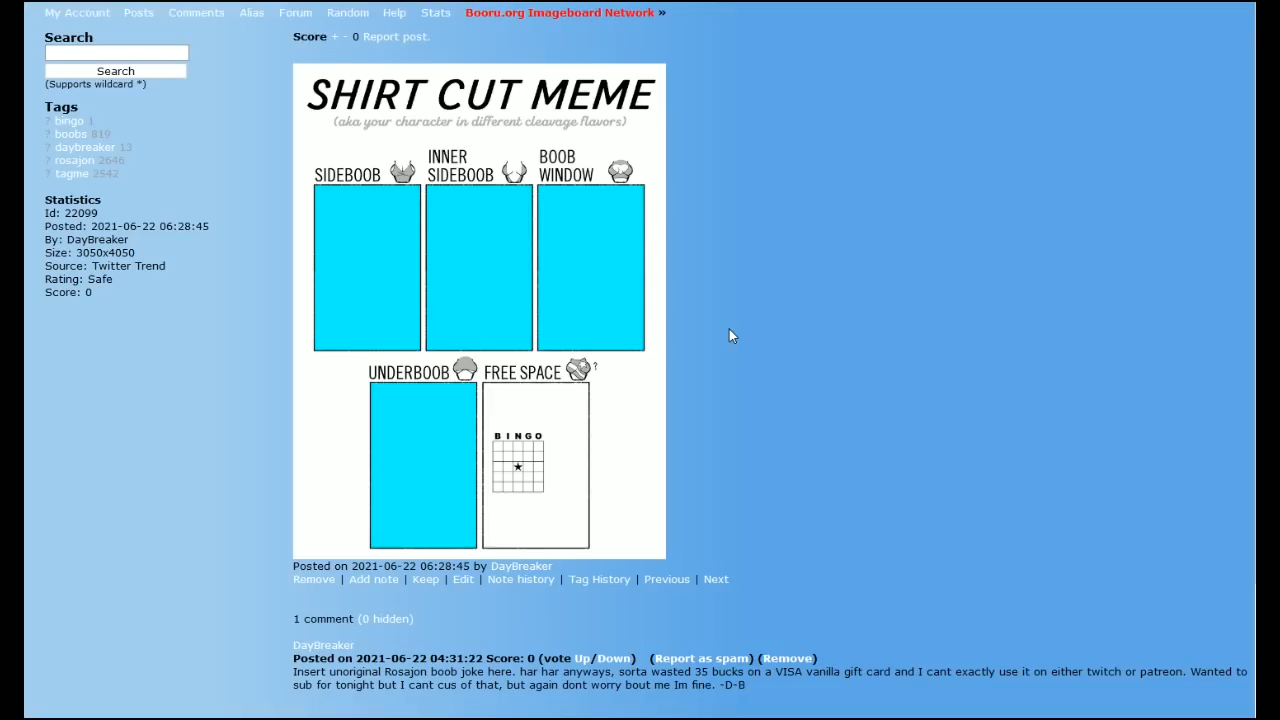 My Account Posts Comments Alias Forum Random Help Stats Booru.org Imageboard Network »
Search
Search
(Supports wildcard *)
Tags
? bingo 1
? boobs 819
? daybreaker 13
? rosajon 2646
? tagme 2542
Statistics
Id: 22099
Posted: 2021-06-22 06:28:45
By: DayBreaker
Size: 3050x4050
Source: Twitter Trend
Rating: Safe
Score: 0
Score + - 0 Report post.
SHIRT CUT MEME
(aka your character in different cleavage flavors)
SIDEBOOB
INNER
SIDEBOOB
BOOB
WINDOW
UNDERBOOB
FREE SPACE ?
BINGO
Posted on 2021-06-22 06:28:45 by DayBreaker
Remove | Add note | Keep | Edit | Note history | Tag History | Previous | Next
1 comment (0 hidden)
DayBreaker
Posted on 2021-06-22 04:31:22 Score: 0 (vote Up/Down) (Report as spam) (Remove)
Insert unoriginal Rosajon boob joke here. har har anyways, sorta wasted 35 bucks on a VISA vanilla gift card and I cant exactly use it on either twitch or patreon. Wanted to
sub for tonight but I cant cus of that, but again dont worry bout me Im fine. -D-B